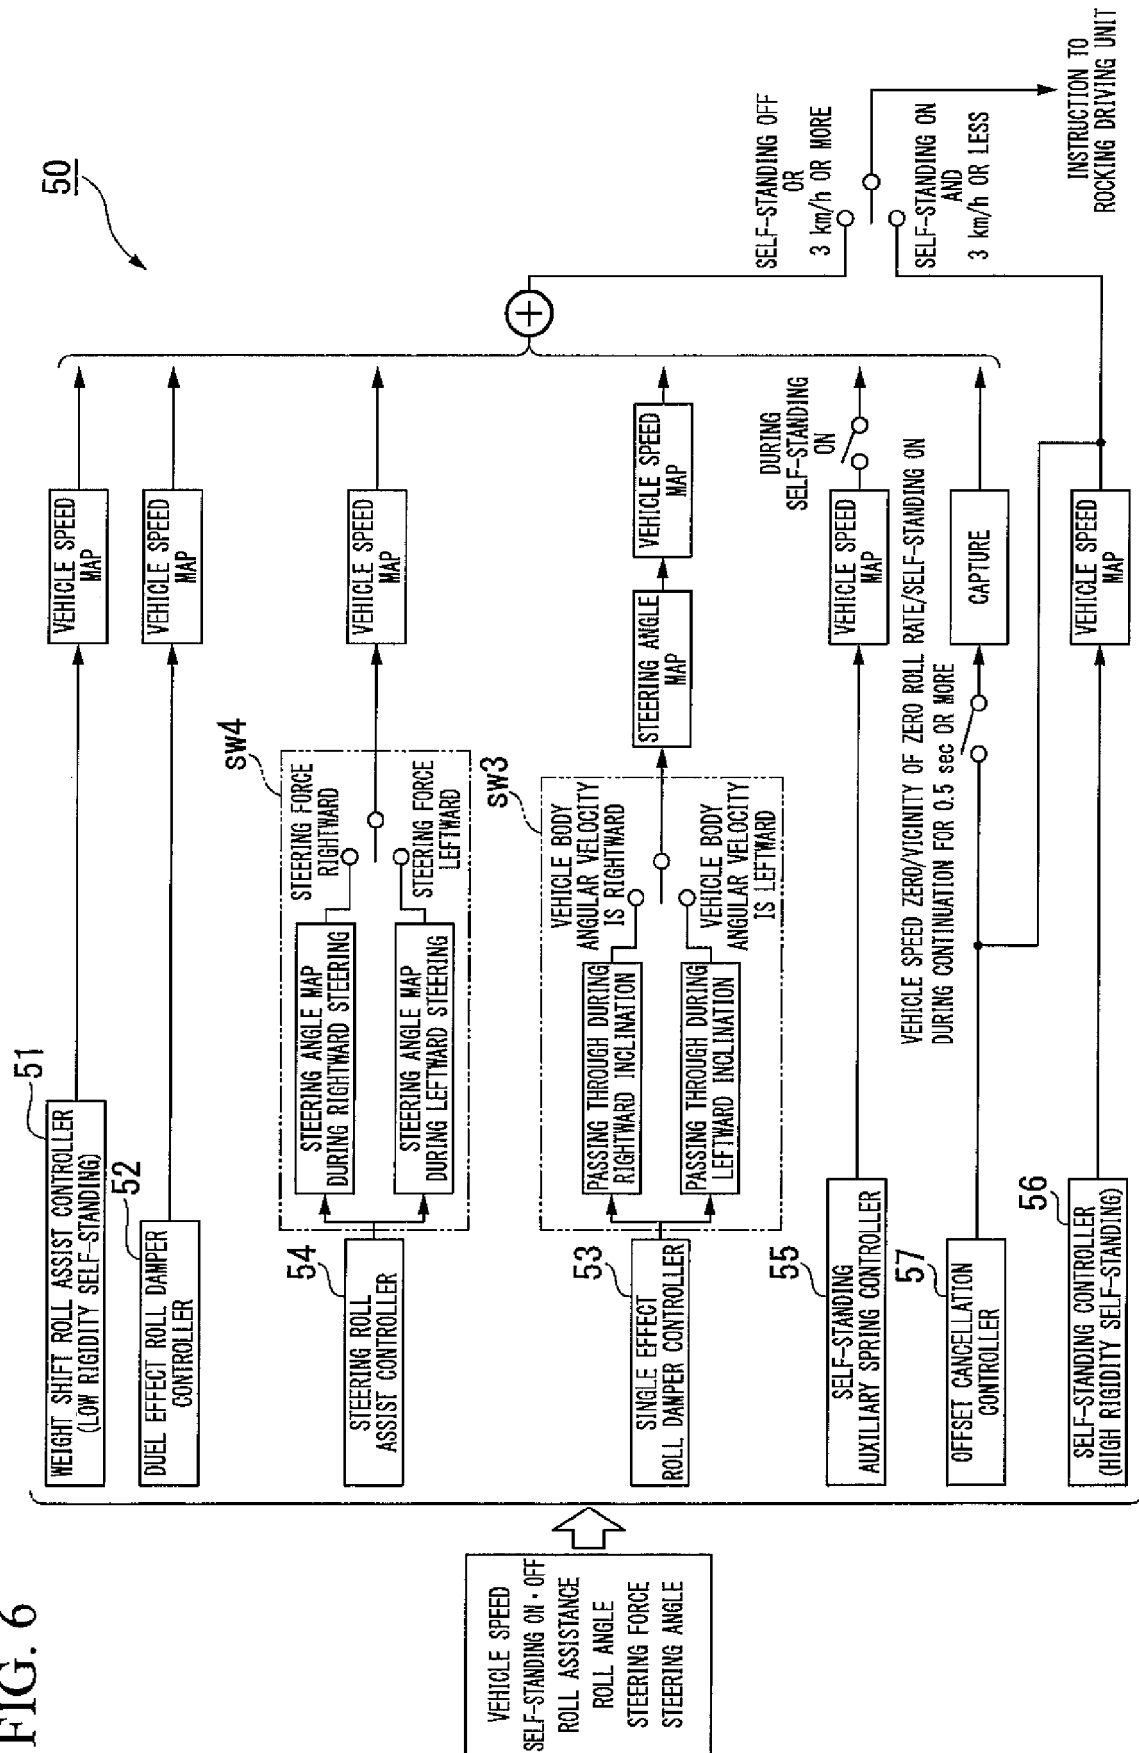 FIG. 6
50
VEHICLE SPEED
SELF-STANDING ON・OFF
ROLL ASSISTANCE
ROLL ANGLE
STEERING FORCE
STEERING ANGLE
51
WEIGHT SHIFT ROLL ASSIST CONTROLLER
(LOW RIGIDITY SELF-STANDING)
VEHICLE SPEED
MAP
52
DUEL EFFECT ROLL DAMPER
CONTROLLER
VEHICLE SPEED
MAP
54
STEERING ROLL
ASSIST CONTROLLER
sw4
STEERING ANGLE MAP
DURING RIGHTWARD STEERING
STEERING ANGLE MAP
DURING LEFTWARD STEERING
STEERING FORCE
RIGHTWARD
STEERING FORCE
LEFTWARD
VEHICLE SPEED
MAP
53
SINGLE EFFECT
ROLL DAMPER CONTROLLER
sw3
PASSING THROUGH DURING
RIGHTWARD INCLINATION
PASSING THROUGH DURING
LEFTWARD INCLINATION
VEHICLE BODY
ANGULAR VELOCITY
IS RIGHTWARD
VEHICLE BODY
ANGULAR VELOCITY
IS LEFTWARD
STEERING ANGLE
MAP
VEHICLE SPEED
MAP
55
SELF-STANDING
AUXILIARY SPRING CONTROLLER
VEHICLE SPEED
MAP
DURING
SELF-STANDING
ON
57
OFFSET CANCELLATION
CONTROLLER
VEHICLE SPEED ZERO/VICINITY OF ZERO ROLL RATE/SELF-STANDING ON
DURING CONTINUATION FOR 0.5 sec OR MORE
CAPTURE
56
SELF-STANDING CONTROLLER
(HIGH RIGIDITY SELF-STANDING)
VEHICLE SPEED
MAP
+
SELF-STANDING OFF
OR
3 km/h OR MORE
SELF-STANDING ON
AND
3 km/h OR LESS
INSTRUCTION TO
ROCKING DRIVING UNIT